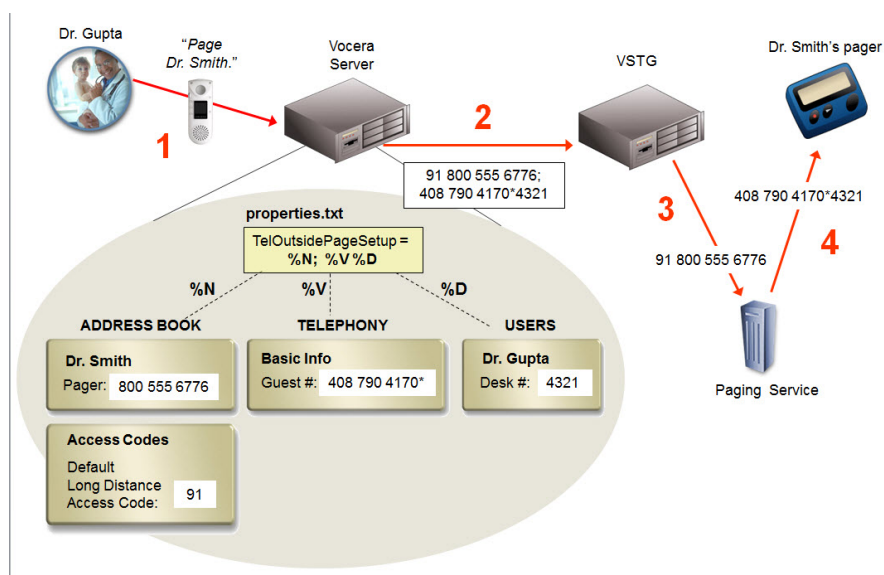 Dr. Gupta
“Page
Dr. Smith.”
Vocera
Server
VSTG
Dr. Smith’s pager
1
2
91 800 555 6776;
408 790 4170*4321
3
408 790 4170*4321
4
91 800 555 6776
Paging Service
properties.txt
TelOutsidePageSetup =
%N; %V %D
%N
%V
%D
ADDRESS BOOK
TELEPHONY
USERS
Dr. Smith
Pager: 800 555 6776
Basic Info
Guest #: 408 790 4170*
Dr. Gupta
Desk #: 4321
Access Codes
Default
Long Distance
Access Code: 91